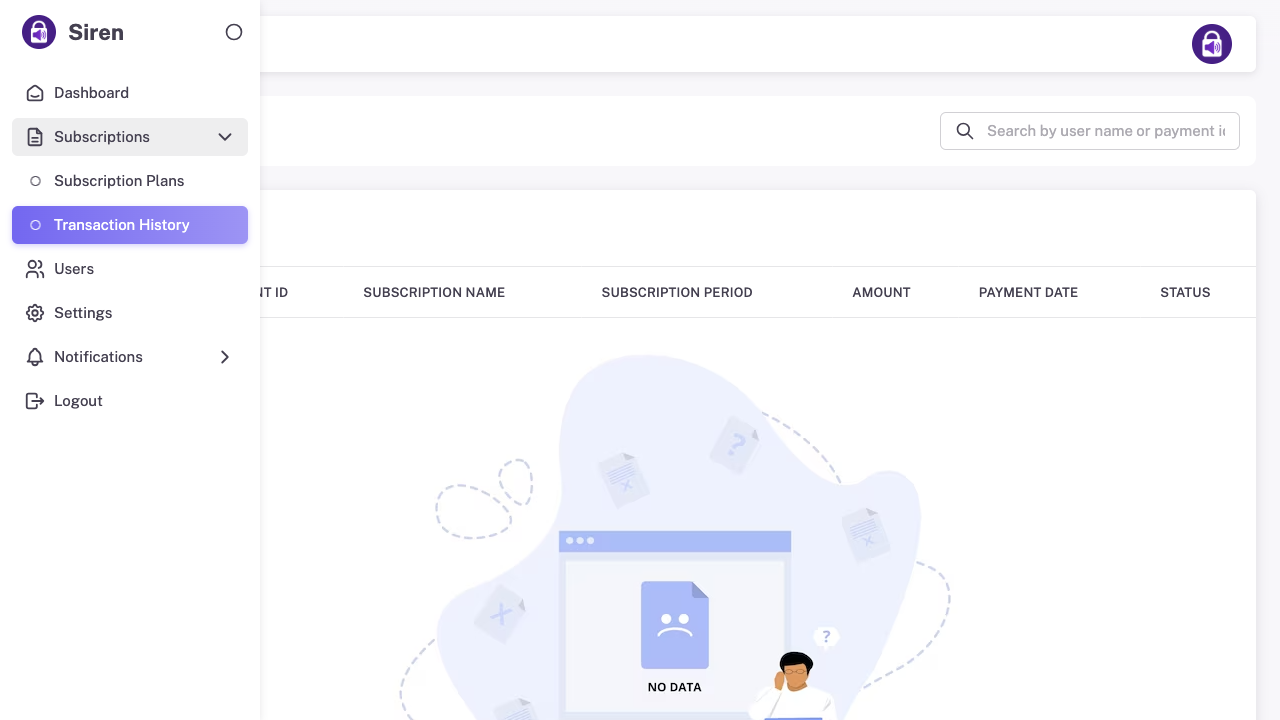 Siren
Dashboard
Subscriptions
Subscription Plans
Transaction History
Users
Settings
Notifications
Logout
Search by user name or payment
ID SUBSCRIPTION NAME SUBSCRIPTION PERIOD AMOUNT PAYMENT DATE STATUS
?
?
NO DATA